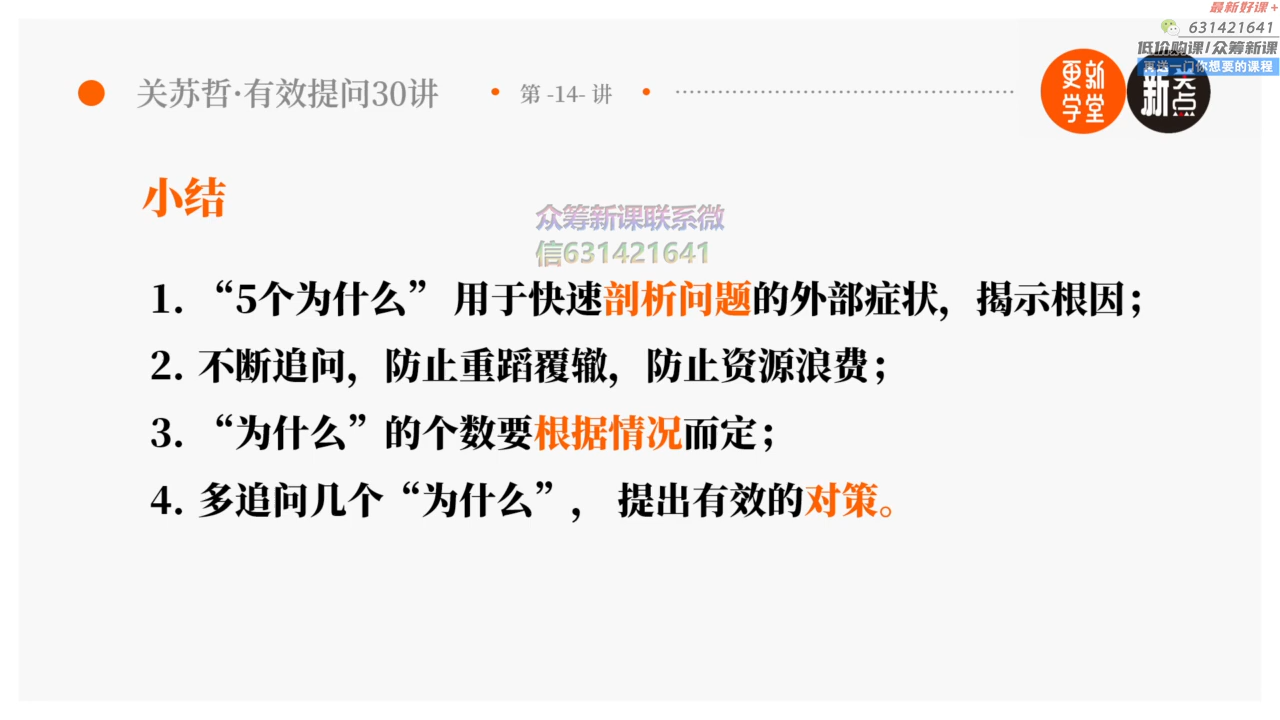 最新好课+
631421641
低价购课/众筹新课
再送一门你想要的课程
关苏哲·有效提问30讲 • 第 -14- 讲 •
更新
学堂
新关点
小结
众筹新课联系微
信631421641
1. “5个为什么” 用于快速剖析问题的外部症状，揭示根因；
2. 不断追问，防止重蹈覆辙，防止资源浪费；
3. “为什么”的个数要根据情况而定；
4. 多追问几个“为什么”， 提出有效的对策。